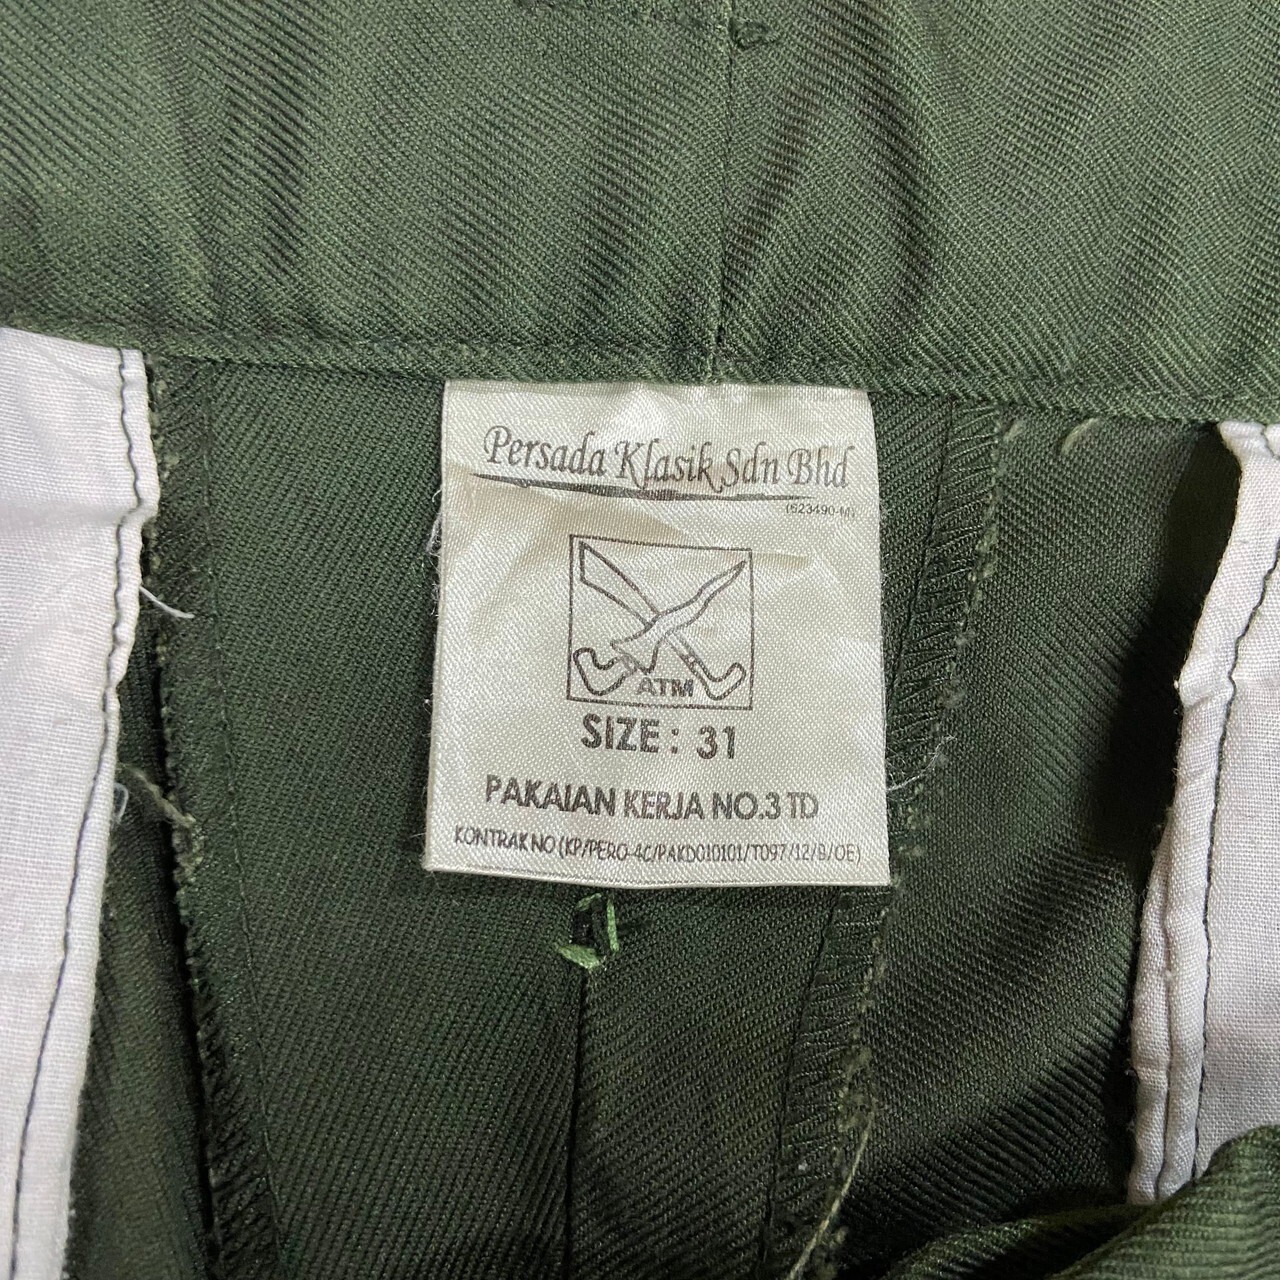 Persada Klasik Sdn Bhd
(523490-M)
ATM
SIZE : 31
PAKAIAN KERJA NO.3 TD
KONTRAK NO (KP/PERO-4C/PAKD010101/T097/12/B/OE)